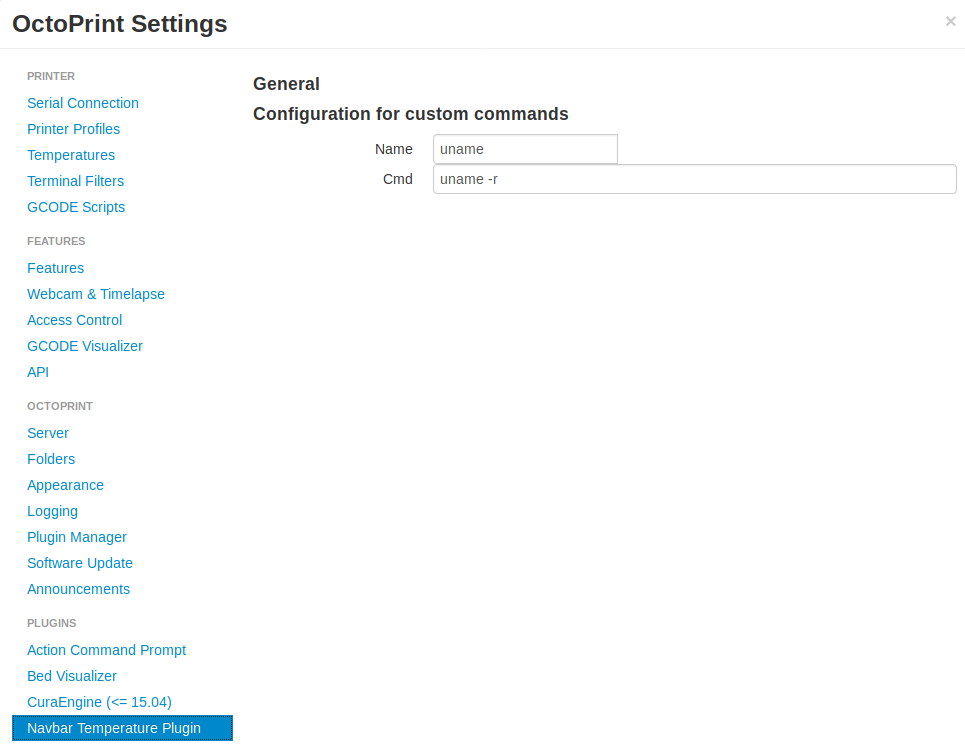 OctoPrint Settings
×
PRINTER
Serial Connection
Printer Profiles
Temperatures
Terminal Filters
GCODE Scripts
FEATURES
Features
Webcam & Timelapse
Access Control
GCODE Visualizer
API
OCTOPRINT
Server
Folders
Appearance
Logging
Plugin Manager
Software Update
Announcements
PLUGINS
Action Command Prompt
Bed Visualizer
CuraEngine (<= 15.04)
Navbar Temperature Plugin
General
Configuration for custom commands
Name uname
Cmd uname -r